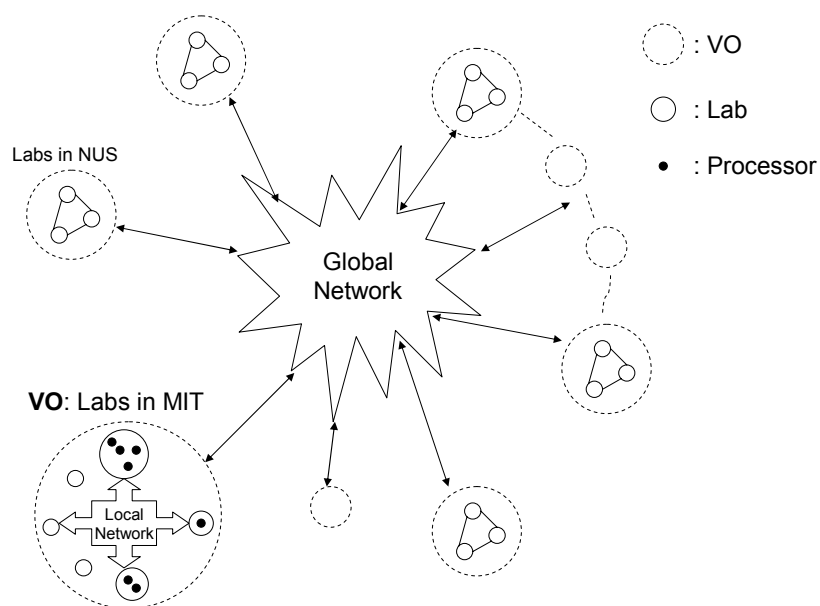 : VO
: Lab
: Processor
Labs in NUS
Global
Network
VO: Labs in MIT
Local
Network